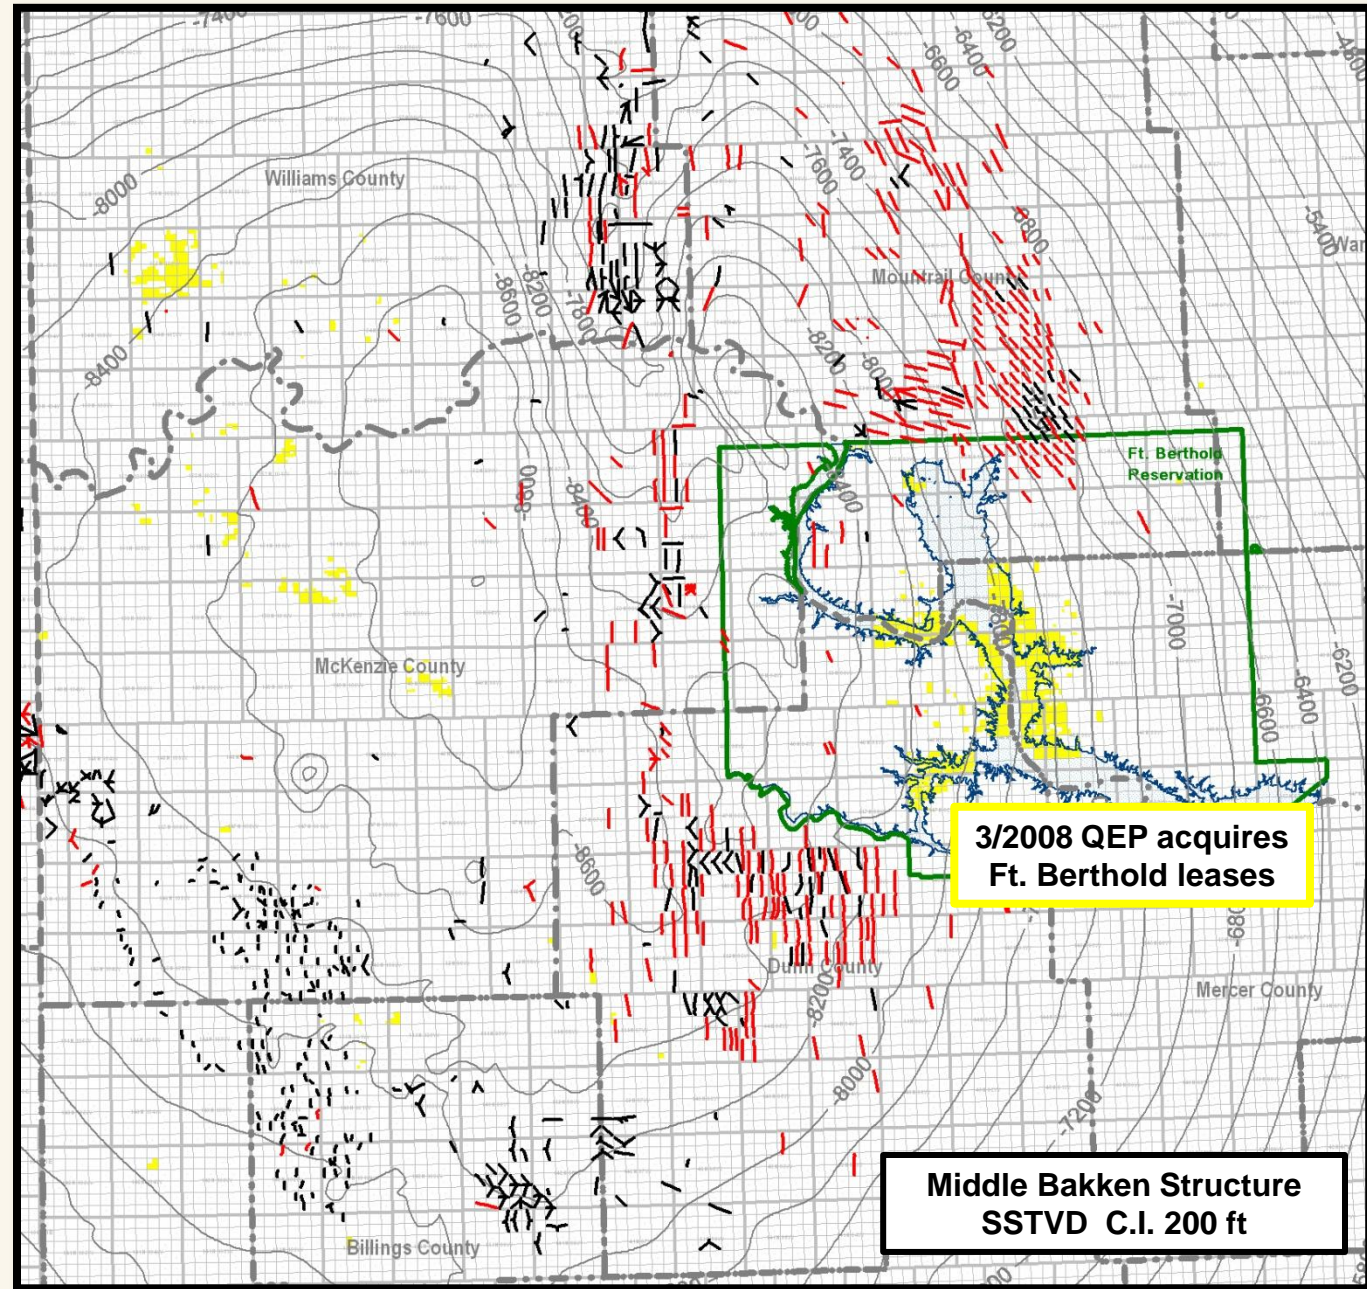 -7400
-7600
-6200
-6400
-6600
-4800
-7400
-7600
Williams County
-8000
-6800
-5400
Mountrail County
-8600
-8200
-7800
-8200
-8000
-8400
Ft. Berthold
Reservation
-8400
-8400
-7000
-6200
McKenzie County
-6400
-6600
3/2008 QEP acquires
Ft. Berthold leases
-8600
Dunn County
-8200
Mercer County
-8000
-7200
Middle Bakken Structure
SSTVD C.I. 200 ft
Billings County